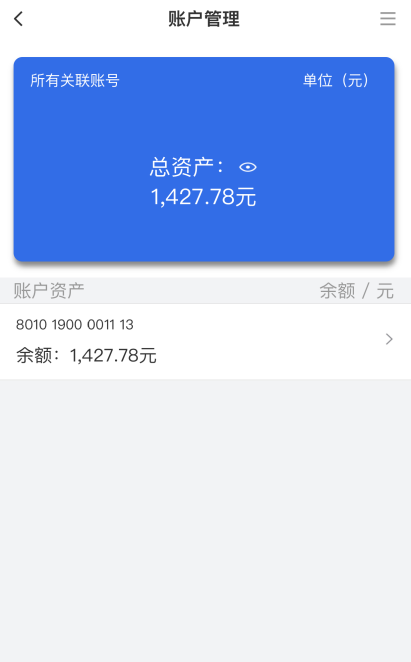 账户管理
所有关联账号 单位（元）
总资产：
1,427.78元
账户资产 余额 / 元
8010 1900 0011 13
余额：1,427.78元